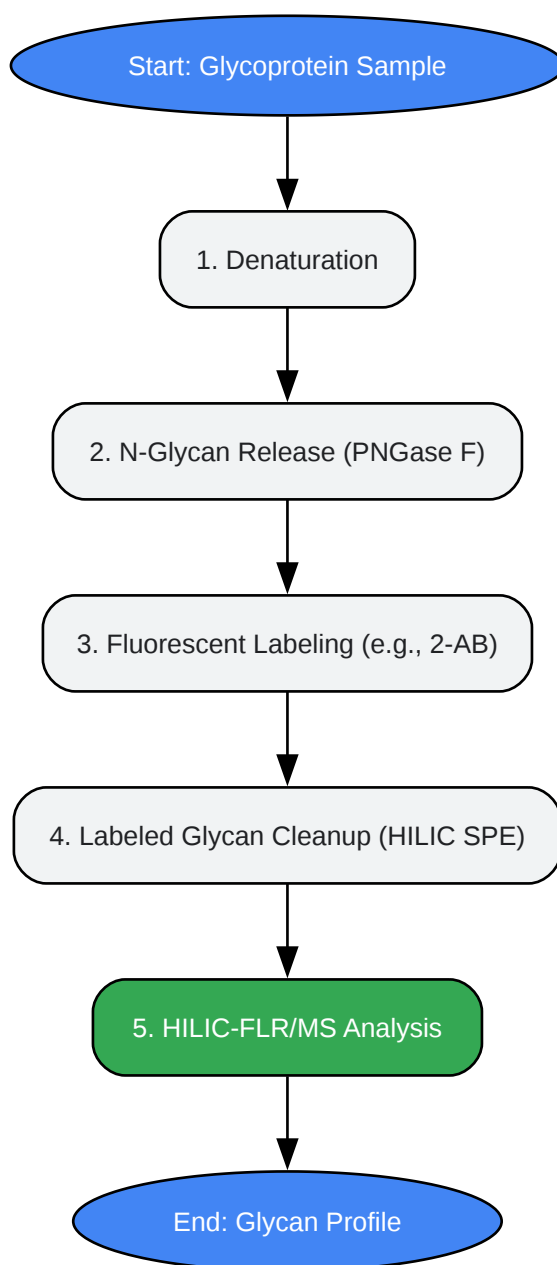 Start: Glycoprotein Sample
1. Denaturation
2. N-Glycan Release (PNGase F)
3. Fluorescent Labeling (e.g., 2-AB)
4. Labeled Glycan Cleanup (HILIC SPE)
5. HILIC-FLR/MS Analysis
End: Glycan Profile